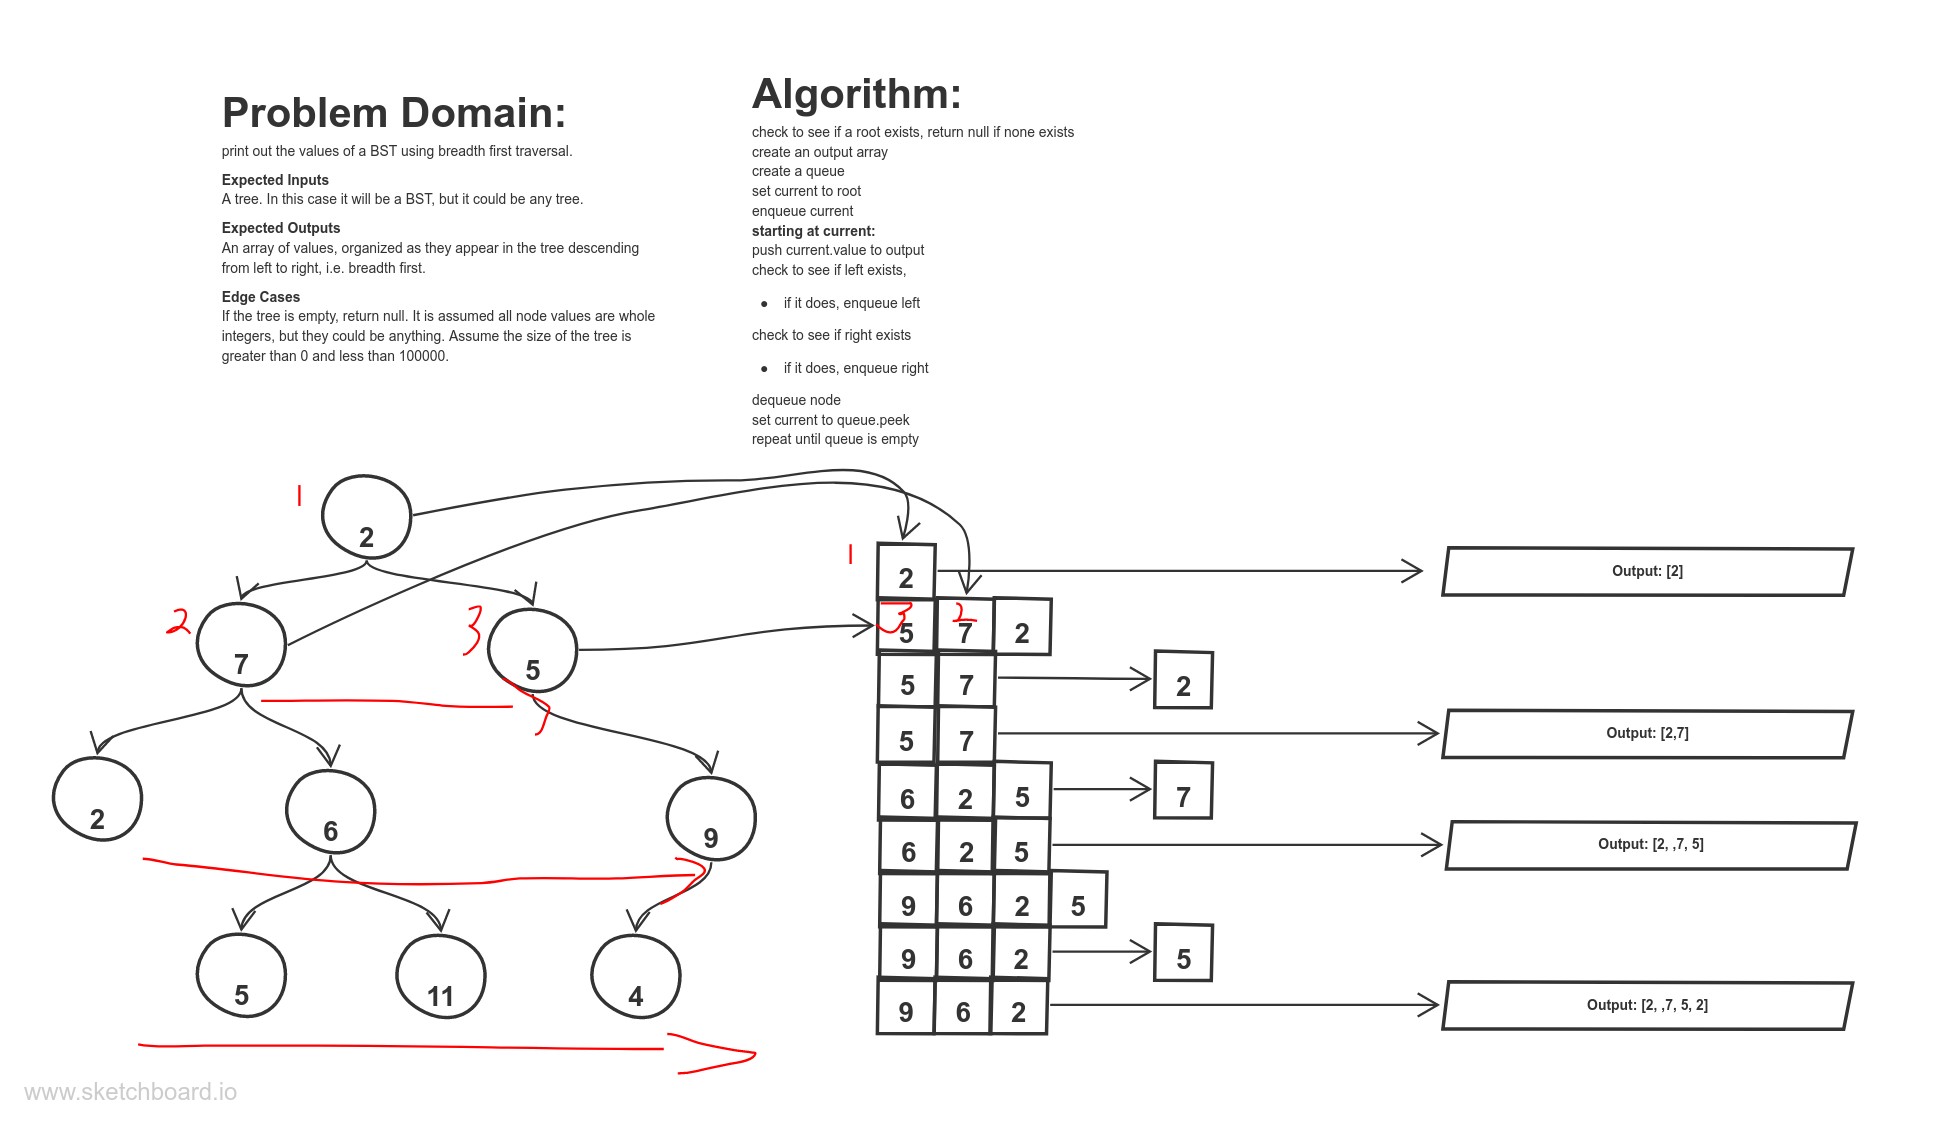 Problem Domain:
print out the values of a BST using breadth first traversal.
Expected Inputs
A tree. In this case it will be a BST, but it could be any tree.
Expected Outputs
An array of values, organized as they appear in the tree descending
from left to right, i.e. breadth first.
Edge Cases
If the tree is empty, return null. It is assumed all node values are whole
integers, but they could be anything. Assume the size of the tree is
greater than 0 and less than 100000.
Algorithm:
check to see if a root exists, return null if none exists
create an output array
create a queue
set current to root
enqueue current
starting at current:
push current.value to output
check to see if left exists,
● if it does, enqueue left
check to see if right exists
● if it does, enqueue right
dequeue node
set current to queue.peek
repeat until queue is empty
1
2
2
7
3
5
2
6
9
5
11
4
1
2
Output: [2]
3 2
5 7 2
5 7
2
5 7
Output: [2,7]
6 2 5
7
6 2 5
Output: [2, ,7, 5]
9 6 2 5
9 6 2
5
9 6 2
Output: [2, ,7, 5, 2]
www.sketchboard.io